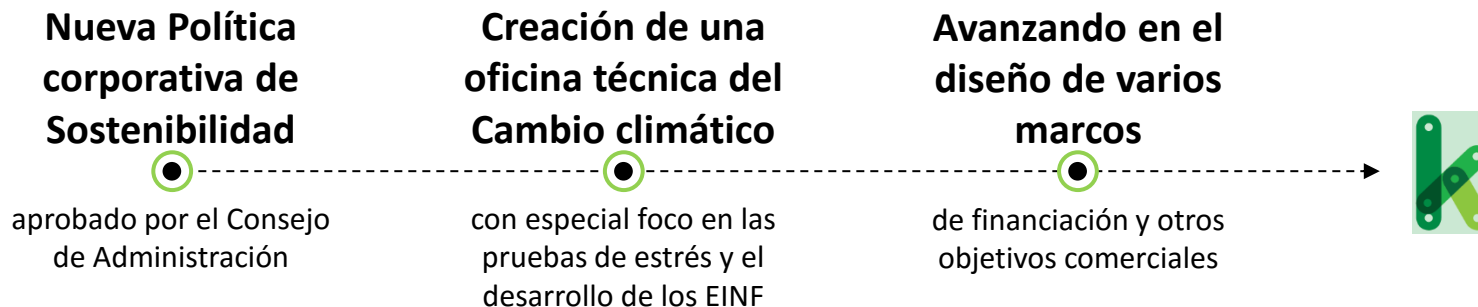 Nueva Política
corporativa de
Sostenibilidad
aprobado por el Consejo
de Administración
Creación de una
oficina técnica del
Cambio climático
con especial foco en las
pruebas de estrés y el
desarrollo de los EINF
Avanzando en el
diseño de varios
marcos
de financiación y otros
objetivos comerciales